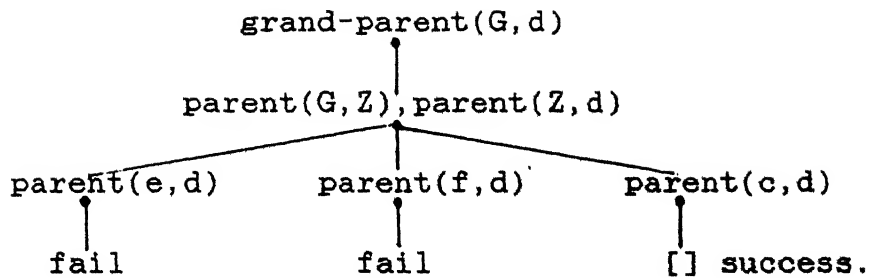 grand-parent(G,d)
parent(G,Z),parent(Z,d)
parent(e,d) parent(f,d) parent(c,d)
fail fail [] success.